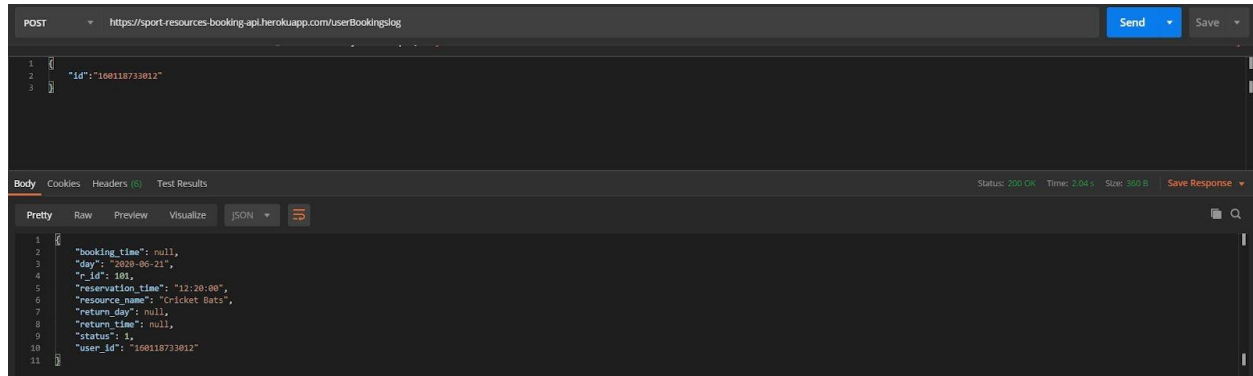 POST https://sport-resources-booking-api.herokuapp.com/userBookingslog Send Save
1 {
2 "id":"160118733012"
3 }
Body Cookies Headers (6) Test Results Status: 200 OK Time: 2.04 s Size: 360 B Save Response
Pretty Raw Preview Visualize JSON
1 {
2 "booking_time": null,
3 "day": "2020-06-21",
4 "r_id": 101,
5 "reservation_time": "12:20:00",
6 "resource_name": "Cricket Bats",
7 "return_day": null,
8 "return_time": null,
9 "status": 1,
10 "user_id": "160118733012"
11 }